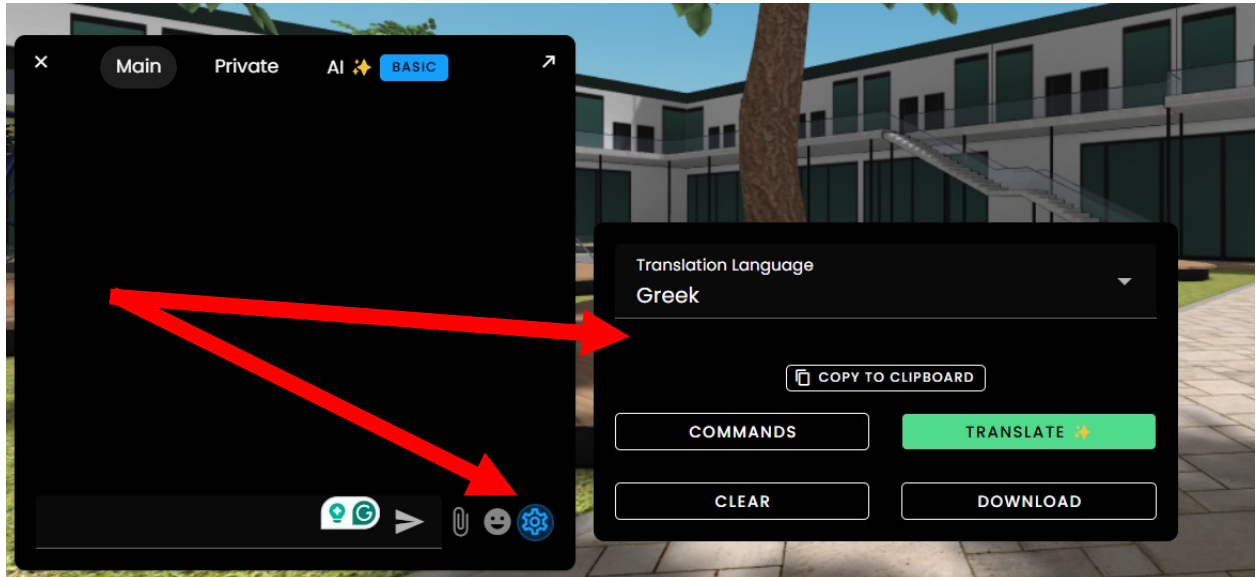 Main Private AI ✨ BASIC
Translation Language
Greek
COPY TO CLIPBOARD
COMMANDS TRANSLATE ✨
CLEAR DOWNLOAD